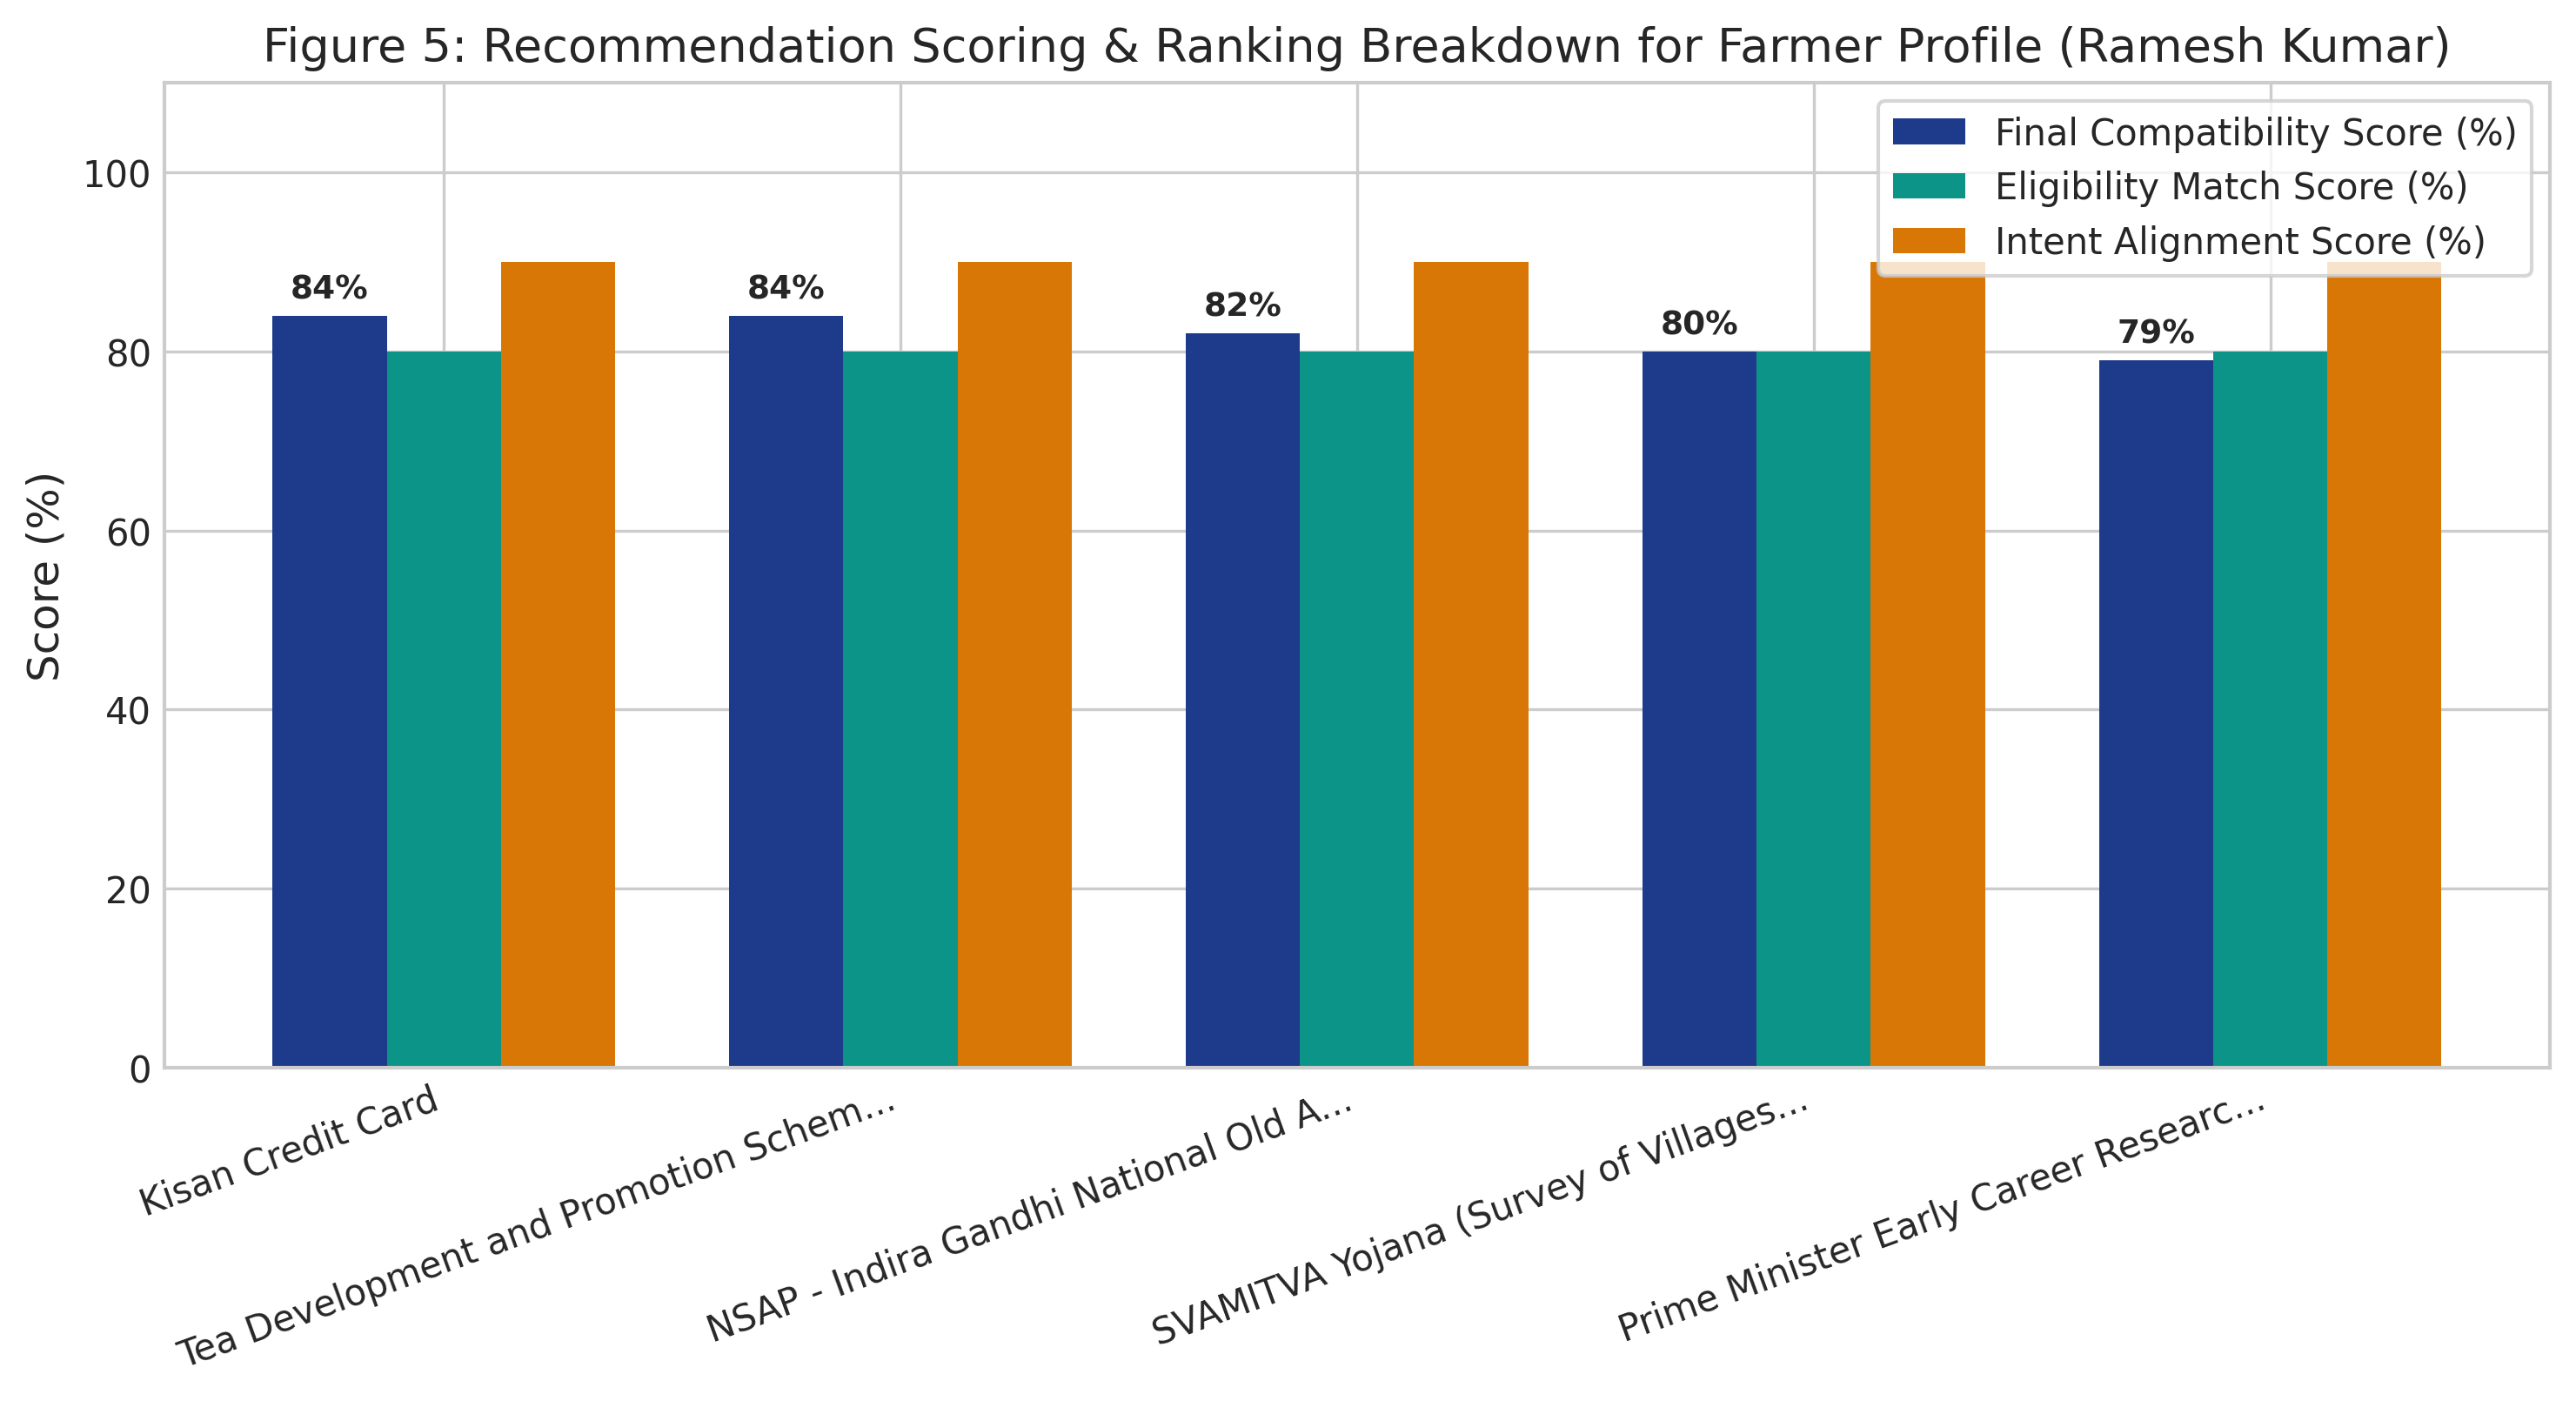 Figure 5: Recommendation Scoring & Ranking Breakdown for Farmer Profile (Ramesh Kumar)
Final Compatibility Score (%)
Eligibility Match Score (%)
Intent Alignment Score (%)
Score (%)
100
80
60
40
20
0
84%
84%
82%
80%
79%
Kisan Credit Card
Tea Development and Promotion Schem...
NSAP - Indira Gandhi National Old A...
SVAMITVA Yojana (Survey of Villages...
Prime Minister Early Career Researc...